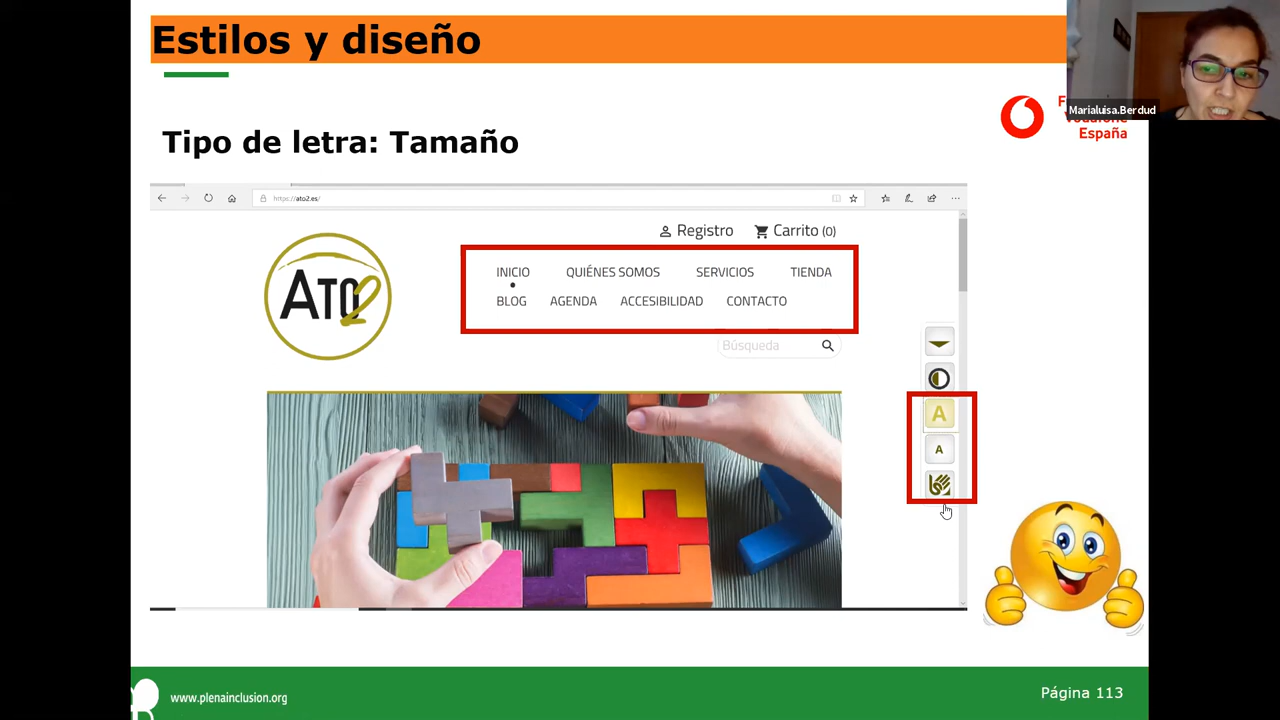 Estilos y diseño
Marialuisa.Berdud
Vodafone
España
Tipo de letra: Tamaño
https://ato2.es/
Registro
Carrito (0)
ATO2
INICIO QUIÉNES SOMOS SERVICIOS TIENDA
BLOG AGENDA ACCESIBILIDAD CONTACTO
Búsqueda
A
A
www.plenainclusion.org
Página 113